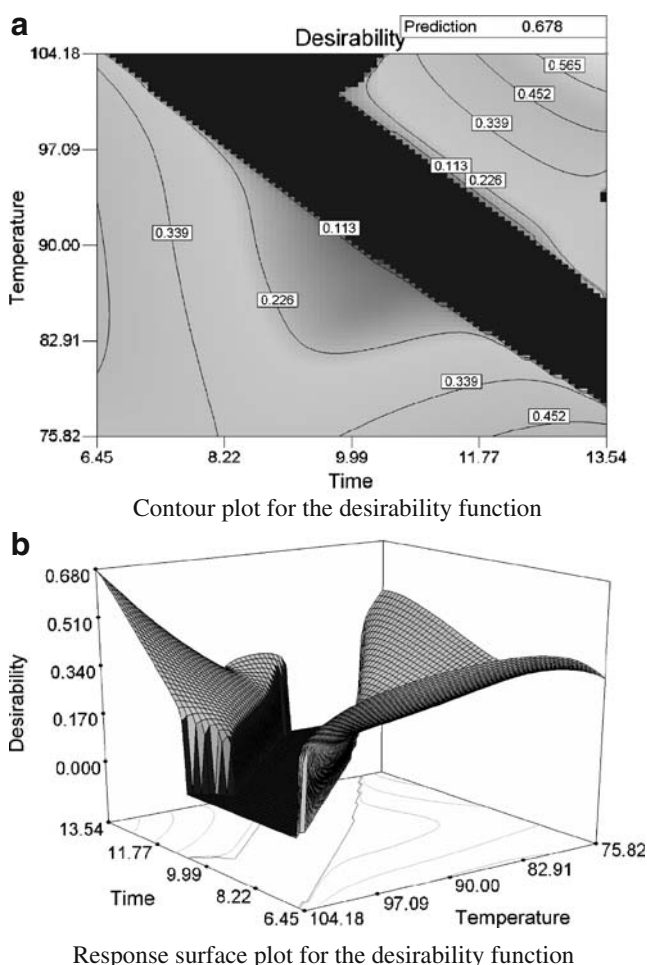 a
Desirability
Prediction 0.678
104.18
97.09
90.00
82.91
75.82
Temperature
0.565
0.452
0.339
0.113
0.226
0.339
0.113
0.226
0.339
0.452
6.45 8.22 9.99 11.77 13.54
Time
Contour plot for the desirability function
b
0.680
0.510
0.340
0.170
0.000
Desirability
13.54
11.77
9.99
8.22
6.45
Time
104.18
97.09
90.00
82.91
75.82
Temperature
Response surface plot for the desirability function